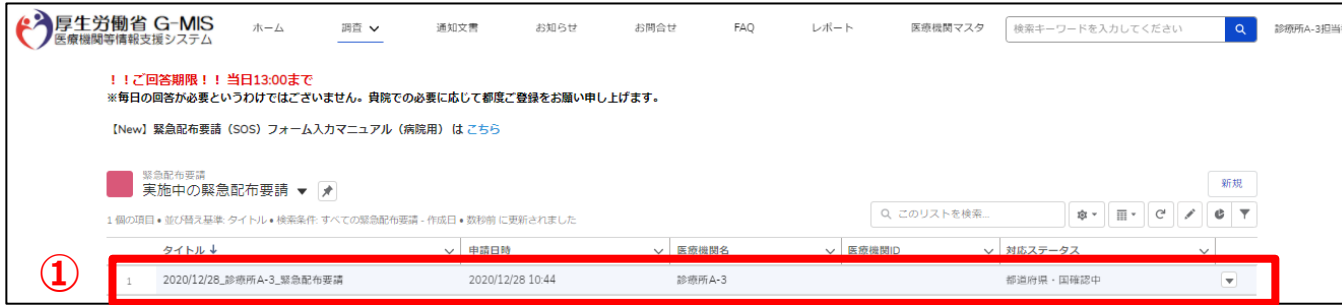 厚生労働省 G-MIS
医療機関等情報支援システム
ホーム 調査 通知文書 お知らせ お問合せ FAQ レポート 医療機関マスタ 検索キーワードを入力してください 診療所A-3担当
！！ご回答期限！！ 当日13:00まで
※毎日の回答が必要というわけではございません。貴院での必要に応じて都度ご登録をお願い申し上げます。
【New】緊急配布要請（SOS）フォーム入力マニュアル（病院用） は こちら
緊急配布要請
実施中の緊急配布要請
新規
1 個の項目 • 並び替え基準: タイトル • 検索条件: すべての緊急配布要請 - 作成日 • 数秒前 に更新されました
このリストを検索...
タイトル ↓ 申請日時 医療機関名 医療機関ID 対応ステータス
① 1 2020/12/28_診療所A-3_緊急配布要請 2020/12/28 10:44 診療所A-3 都道府県・国確認中